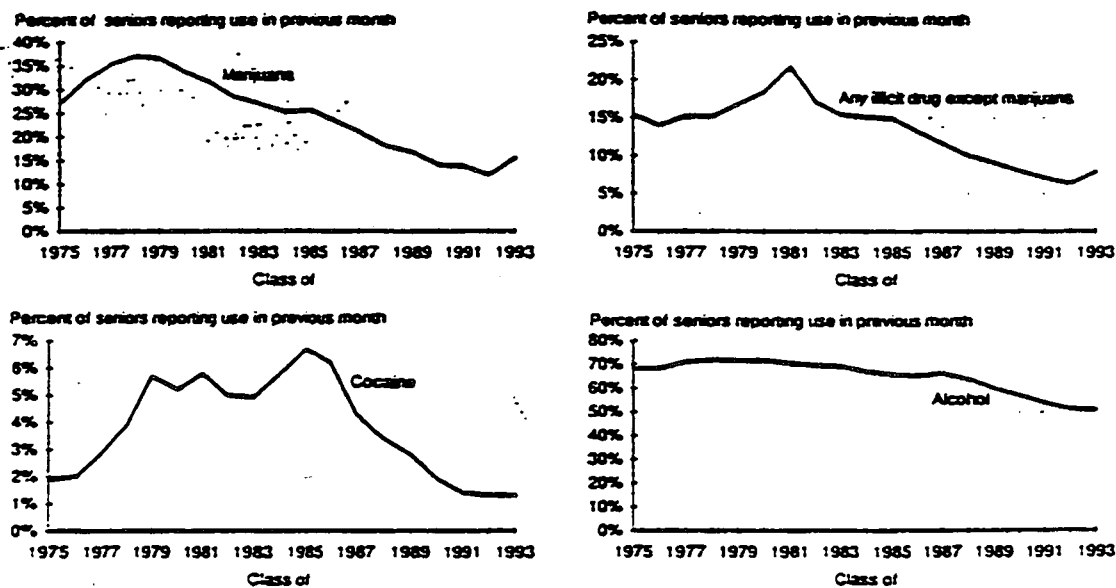 Percent of seniors reporting use in previous month
40%
35%
30%
25%
20%
15%
10%
5%
0%
Marijuana
1975 1977 1979 1981 1983 1985 1987 1989 1991 1993
Class of
Percent of seniors reporting use in previous month
25%
20%
15%
10%
5%
0%
Any illicit drug except marijuana
1975 1977 1979 1981 1983 1985 1987 1989 1991 1993
Class of
Percent of seniors reporting use in previous month
7%
6%
5%
4%
3%
2%
1%
0%
Cocaine
1975 1977 1979 1981 1983 1985 1987 1989 1991 1993
Class of
Percent of seniors reporting use in previous month
80%
70%
60%
50%
40%
30%
20%
10%
0%
Alcohol
1975 1977 1979 1981 1983 1985 1987 1989 1991 1993
Class of